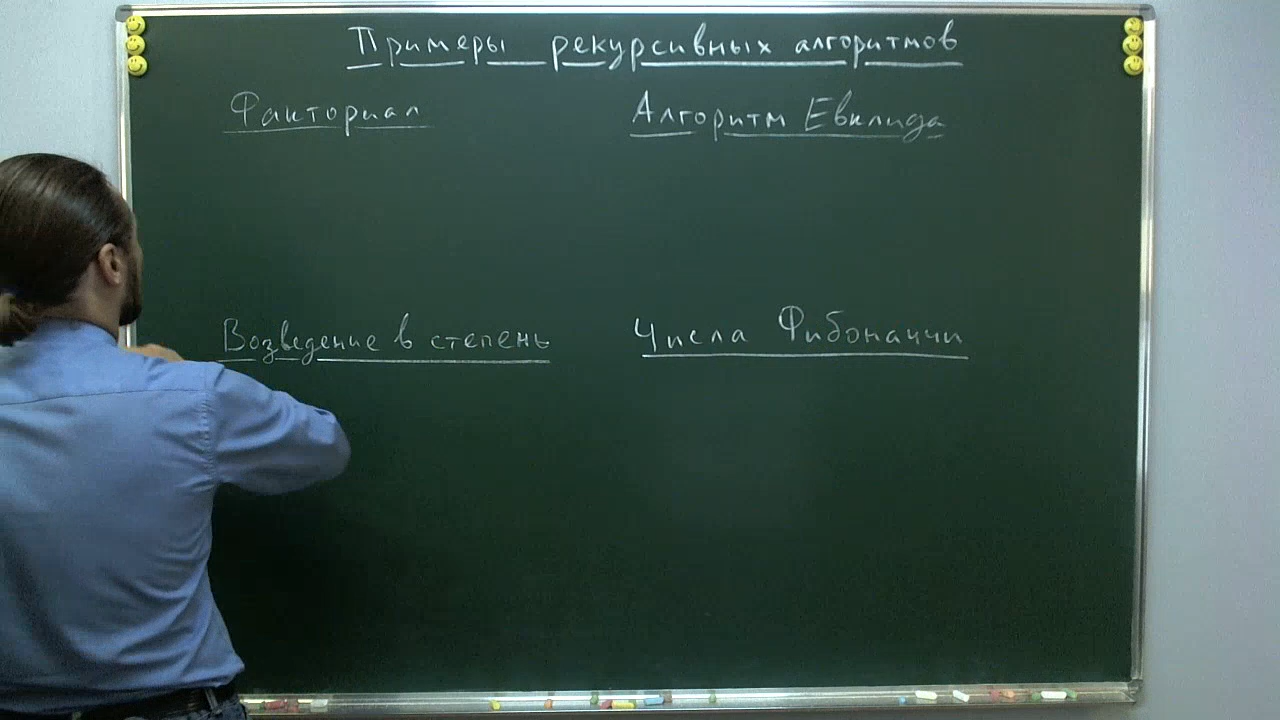 Примеры рекурсивных алгоритмов
Факториал
Алгоритм Евклида
Возведение в степень
Числа Фибоначчи